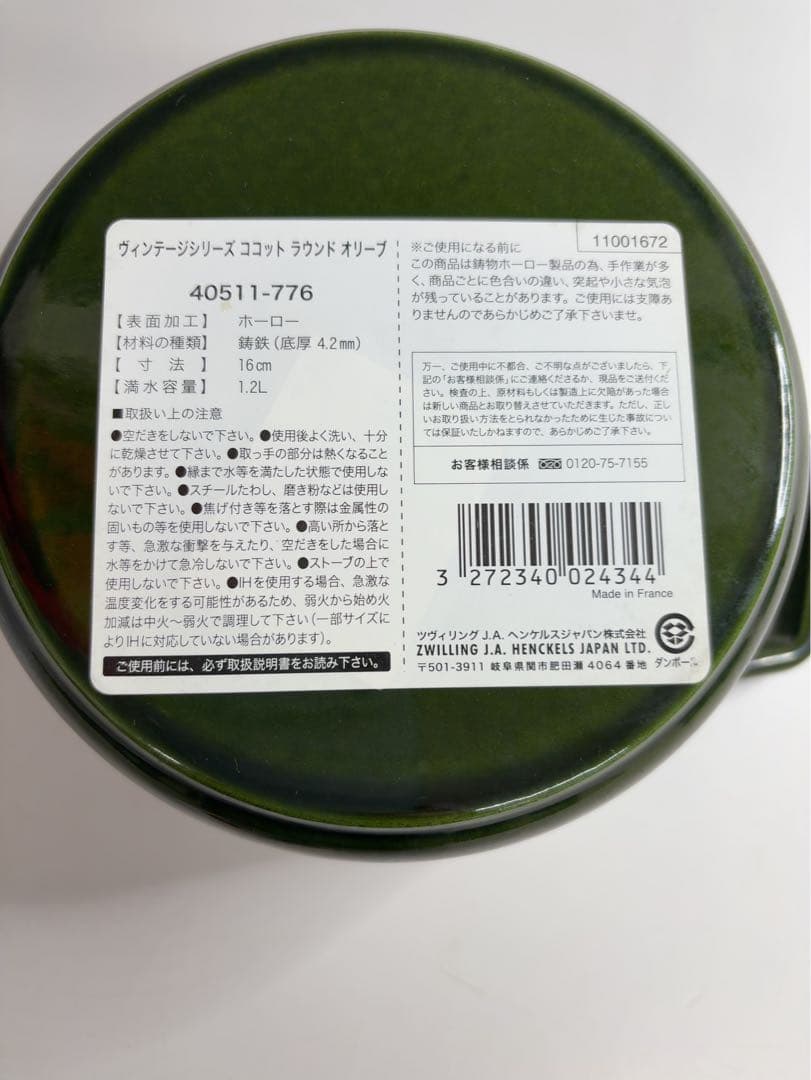 ヴィンテージシリーズ ココット ラウンド オリーブ
40511-776
【表面加工】 ホーロー
【材料の種類】 鋳鉄(底厚 4.2mm)
【寸法】 16cm
【満水容量】 1.2L
■取扱い上の注意
●空だきをしないで下さい。●使用後よく洗い、十分
に乾燥させて下さい。●取っ手の部分は熱くなること
があります。●縁まで水等を満たした状態で使用しな
いで下さい。●スチールたわし、磨き粉などは使用し
ないで下さい。●焦げ付き等を落とす際は金属性の
固いもの等を使用しないで下さい。●高い所から落と
す等、急激な衝撃を与えたり、空だきをした場合に
水等をかけて急冷しないで下さい。●ストーブの上で
使用しないで下さい。●IHを使用する場合、急激な
温度変化をする可能性があるため、弱火から始め火
加減は中火〜弱火で調理して下さい(一部サイズに
よりIHに対応していない場合があります)。
ご使用前には、必ず取扱説明書をお読み下さい。
11001672
※ご使用になる前に
この商品は鋳物ホーロー製品の為、手作業が多
く、商品ごとに色合いの違い、突起や小さな気泡
が残っていることがあります。ご使用には支障あ
りませんのであらかじめご了承下さいませ。
万一、ご使用中に不都合、ご不明な点がございましたら、下
記の「お客様相談係」にご連絡くださるか、現品をご送付くださ
い。検査の上、原材料もしくは製造上に欠陥があった場合
は新しい商品とお取り替えさせていただきます。ただし、正し
いお取り扱い方法をとられなかったために生じた事故につい
ては保証いたしかねますので、あらかじめご了承下さい。
お客様相談係 0120-75-7155
3 272340 024344
Made in France
ツヴィリング J.A. ヘンケルスジャパン株式会社
ZWILLING J.A. HENCKELS JAPAN LTD.
〒501-3911 岐阜県関市肥田瀬 4064 番地 ダンボール